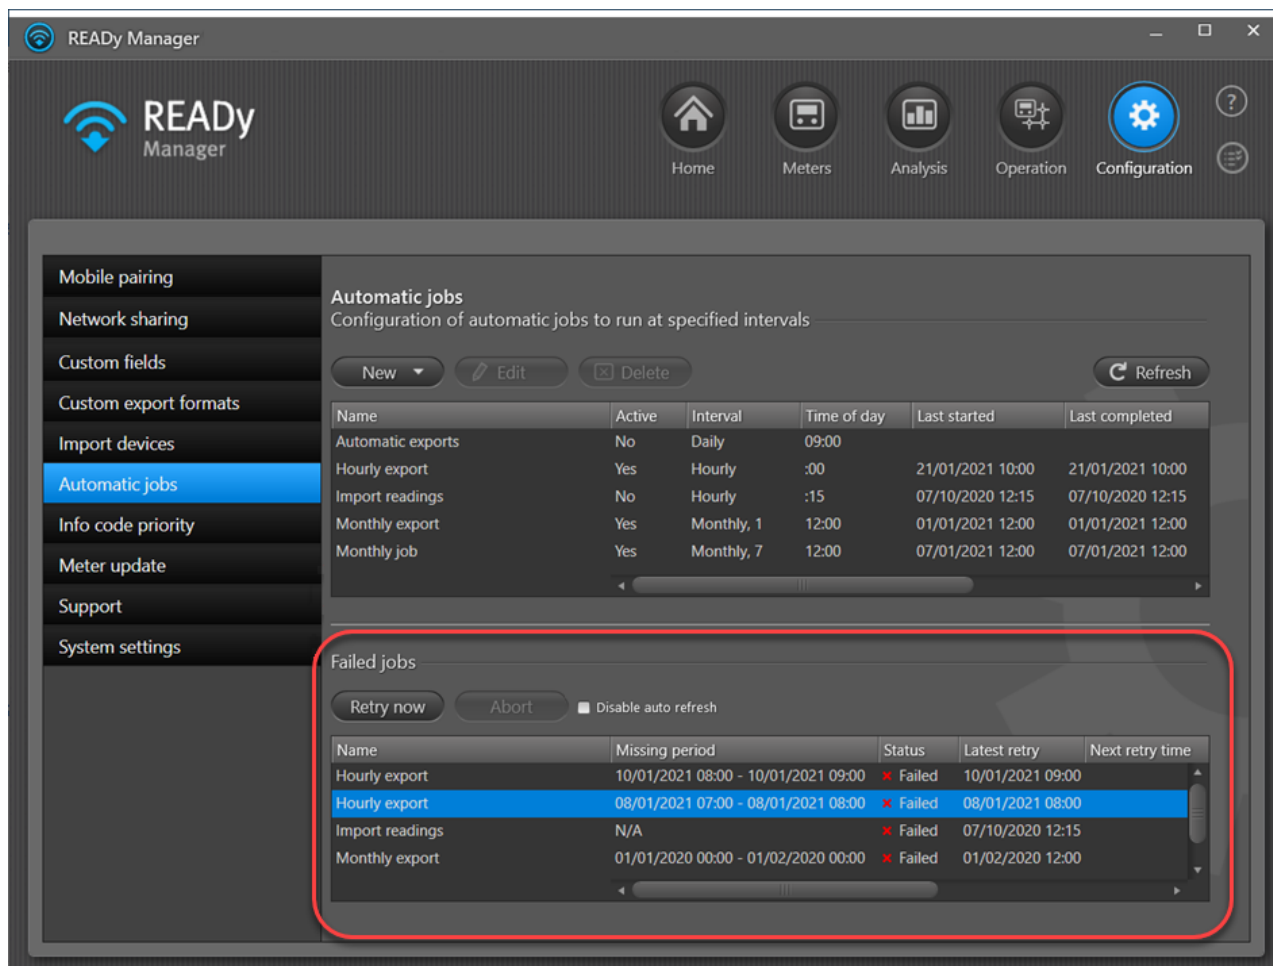 READy Manager
READy
Manager
Home Meters Analysis Operation Configuration
?
Mobile pairing
Network sharing
Custom fields
Custom export formats
Import devices
Automatic jobs
Info code priority
Meter update
Support
System settings
Automatic jobs
Configuration of automatic jobs to run at specified intervals
New Edit Delete Refresh
Name Active Interval Time of day Last started Last completed
Automatic exports No Daily 09:00
Hourly export Yes Hourly :00 21/01/2021 10:00 21/01/2021 10:00
Import readings No Hourly :15 07/10/2020 12:15 07/10/2020 12:15
Monthly export Yes Monthly, 1 12:00 01/01/2021 12:00 01/01/2021 12:00
Monthly job Yes Monthly, 7 12:00 07/01/2021 12:00 07/01/2021 12:00
Failed jobs
Retry now Abort Disable auto refresh
Name Missing period Status Latest retry Next retry time
Hourly export 10/01/2021 08:00 - 10/01/2021 09:00 Failed 10/01/2021 09:00
Hourly export 08/01/2021 07:00 - 08/01/2021 08:00 Failed 08/01/2021 08:00
Import readings N/A Failed 07/10/2020 12:15
Monthly export 01/01/2020 00:00 - 01/02/2020 00:00 Failed 01/02/2020 12:00